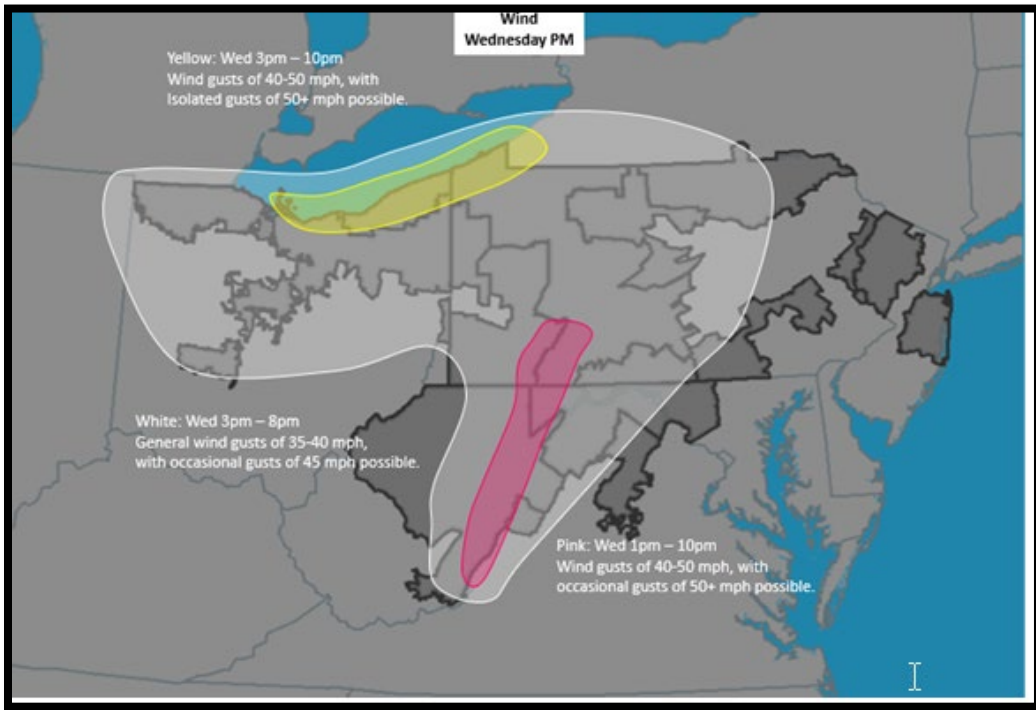 Wind
Wednesday PM
Yellow: Wed 3pm – 10pm
Wind gusts of 40-50 mph, with
Isolated gusts of 50+ mph possible.
White: Wed 3pm – 8pm
General wind gusts of 35-40 mph,
with occasional gusts of 45 mph possible.
Pink: Wed 1pm – 10pm
Wind gusts of 40-50 mph, with
occasional gusts of 50+ mph possible.